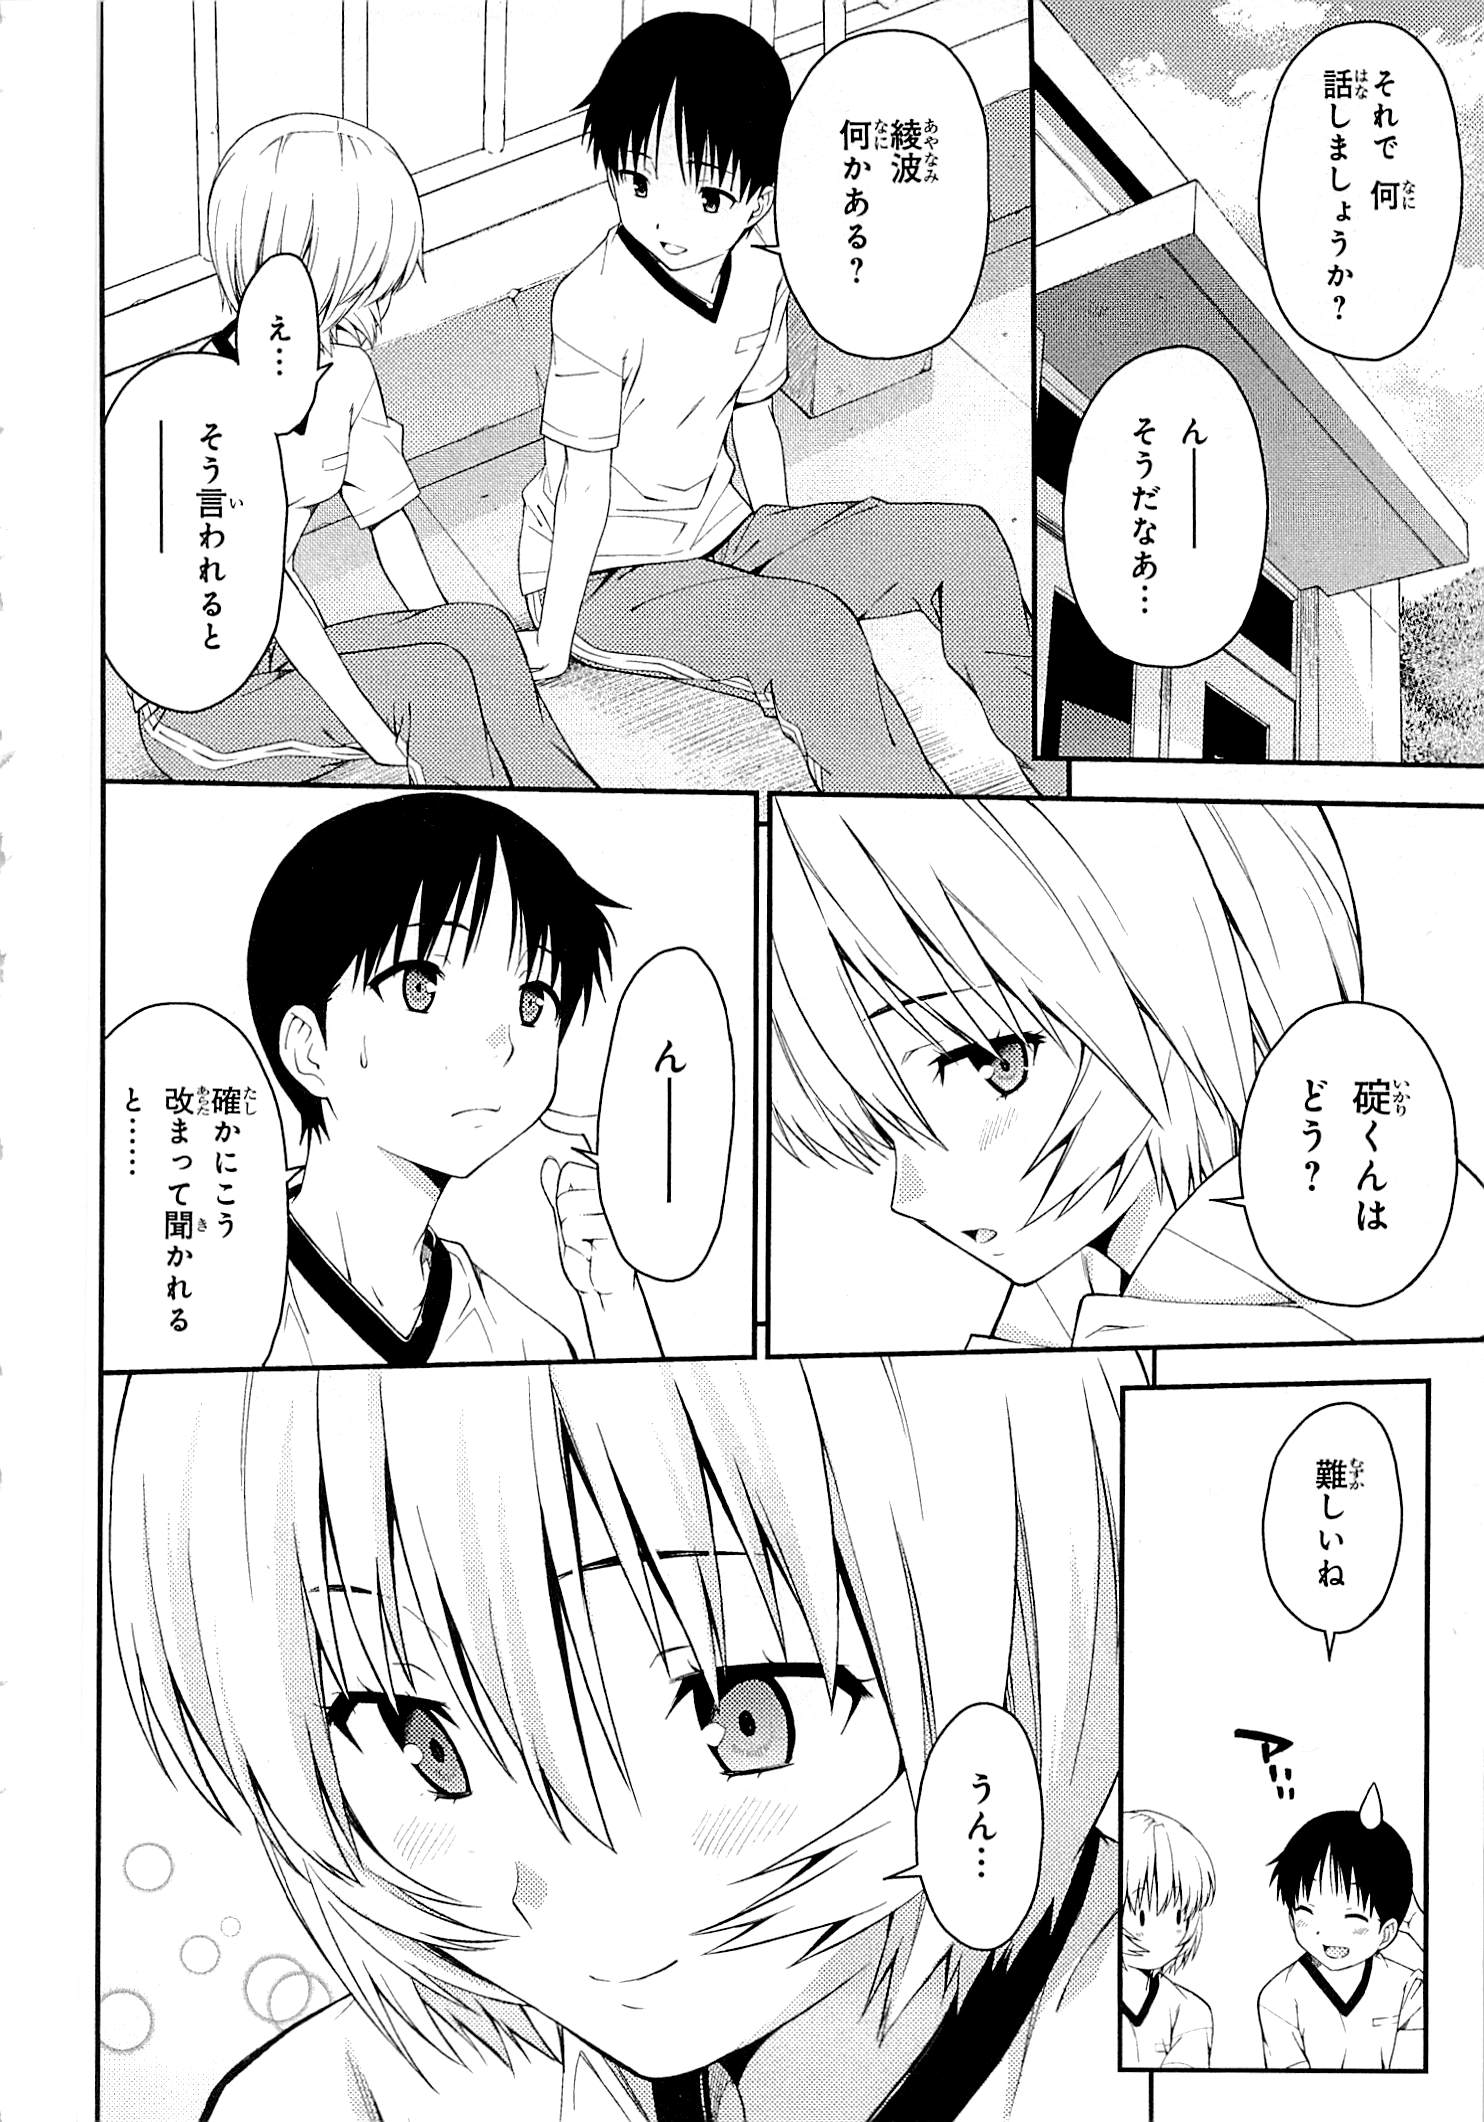 それで 何
話しましょうか?
んー
そうだなあ…
綾波
何かある?
え…
そう言われると
ー
碇くんは
どう?
んー
確かにこう
改まって聞かれる
と……
難しいね
うん…